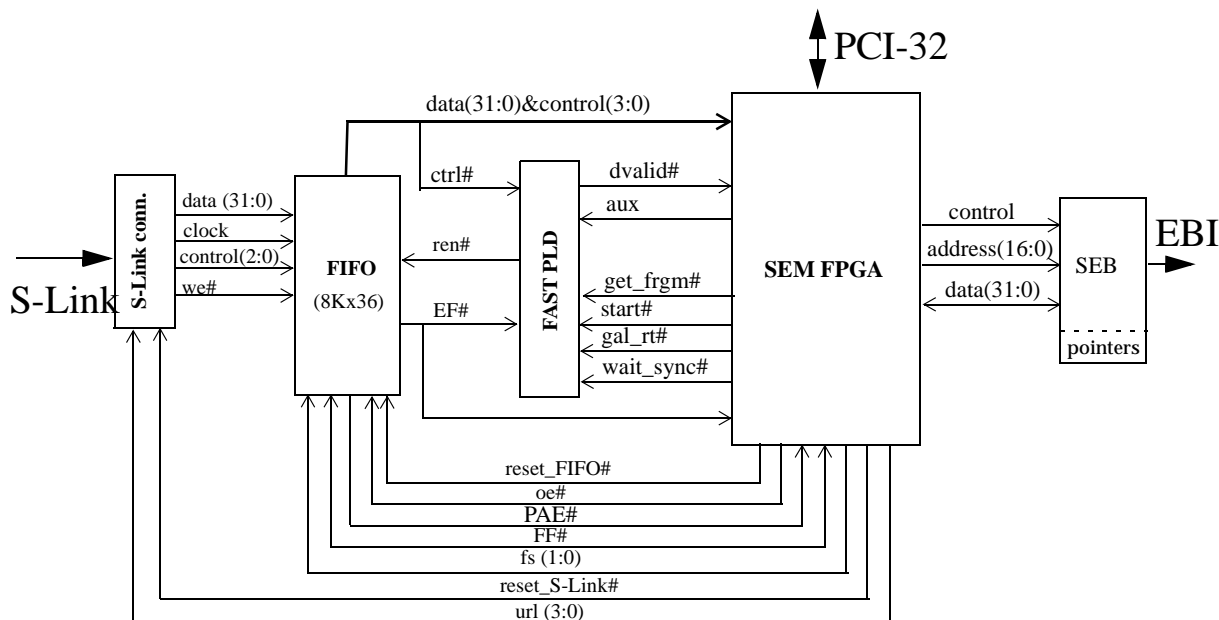 PCI-32
data(31:0)&control(3:0)
S-Link
S-Link conn.
data (31:0)
clock
control(2:0)
we#
FIFO
(8Kx36)
ctrl#
ren#
EF#
FAST PLD
dvalid#
aux
get_frgm#
start#
gal_rt#
wait_sync#
SEM FPGA
control
address(16:0)
data(31:0)
SEB
pointers
EBI
reset_FIFO#
oe#
PAE#
FF#
fs (1:0)
reset_S-Link#
url (3:0)